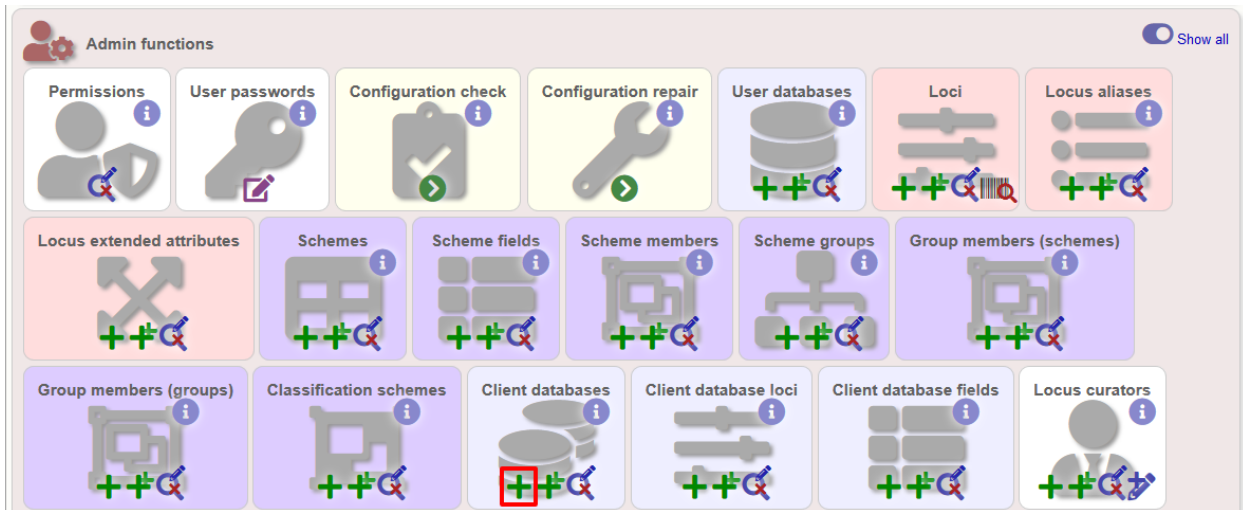 Admin functions
Show all
Permissions
User passwords
Configuration check
Configuration repair
User databases
Loci
Locus aliases
Locus extended attributes
Schemes
Scheme fields
Scheme members
Scheme groups
Group members (schemes)
Group members (groups)
Classification schemes
Client databases
Client database loci
Client database fields
Locus curators